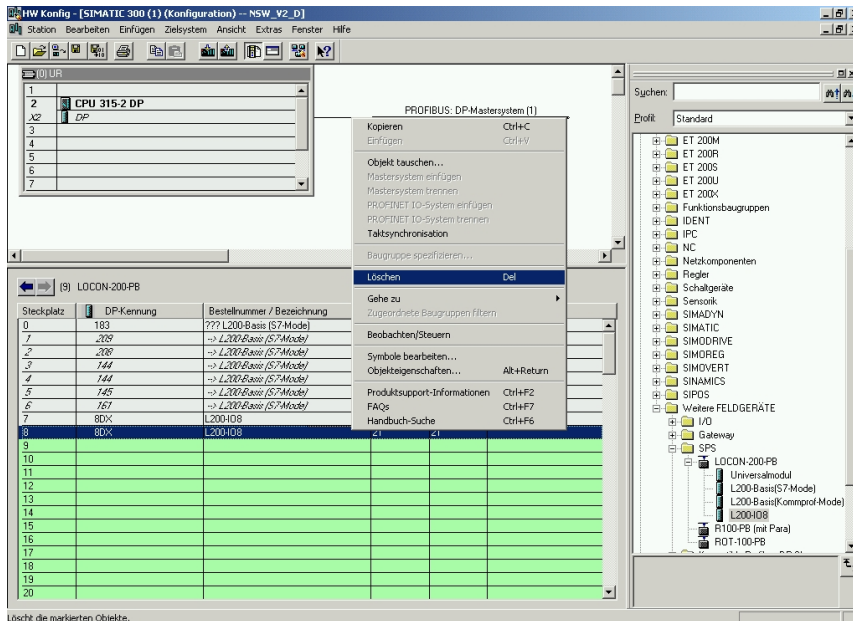 HW Konfig - [SIMATIC 300 (1) (Konfiguration) -- NSW_V2_D]
Station Bearbeiten Einfügen Zielsystem Ansicht Extras Fenster Hilfe
(0) UR
1
2 CPU 315-2 DP
X2 DP
3
4
5
6
7
PROFIBUS: DP-Mastersystem (1)
Kopieren Ctrl+C
Einfügen Ctrl+V
Objekt tauschen...
Mastersystem einfügen
Mastersystem trennen
PROFINET IO-System einfügen
PROFINET IO-System trennen
Taktsynchronisation
Baugruppe spezifizieren...
Löschen Del
Gehe zu
Zugeordnete Baugruppen filtern
Beobachten/Steuern
Symbole bearbeiten...
Objekteigenschaften... Alt+Return
Produktsupport-Informationen Ctrl+F2
FAQs Ctrl+F7
Handbuch-Suche Ctrl+F6
(9) LOCON-200-PB
Steckplatz DP-Kennung Bestellnummer / Bezeichnung
0 183 ??? L200-Basis (S7-Mode)
1 209 --> L200-Basis (S7-Mode)
2 208 --> L200-Basis (S7-Mode)
3 144 --> L200-Basis (S7-Mode)
4 144 --> L200-Basis (S7-Mode)
5 145 --> L200-Basis (S7-Mode)
6 161 --> L200-Basis (S7-Mode)
7 8DX L200-IO8
8 8DX L200-IO8 21 21
9
10
11
12
13
14
15
16
17
18
19
20
Suchen:
Profil: Standard
ET 200M
ET 200R
ET 200S
ET 200U
ET 200X
Funktionsbaugruppen
IDENT
IPC
NC
Netzkomponenten
Regler
Schaltgeräte
Sensorik
SIMADYN
SIMATIC
SIMODRIVE
SIMOREG
SIMOVERT
SINAMICS
SIPOS
Weitere FELDGERÄTE
I/O
Gateway
SPS
LOCON-200-PB
Universalmodul
L200-Basis(S7-Mode)
L200-Basis(Kommprof-Mode)
L200-IO8
R100-PB (mit Para)
ROT-100-PB
Löscht die markierten Objekte.